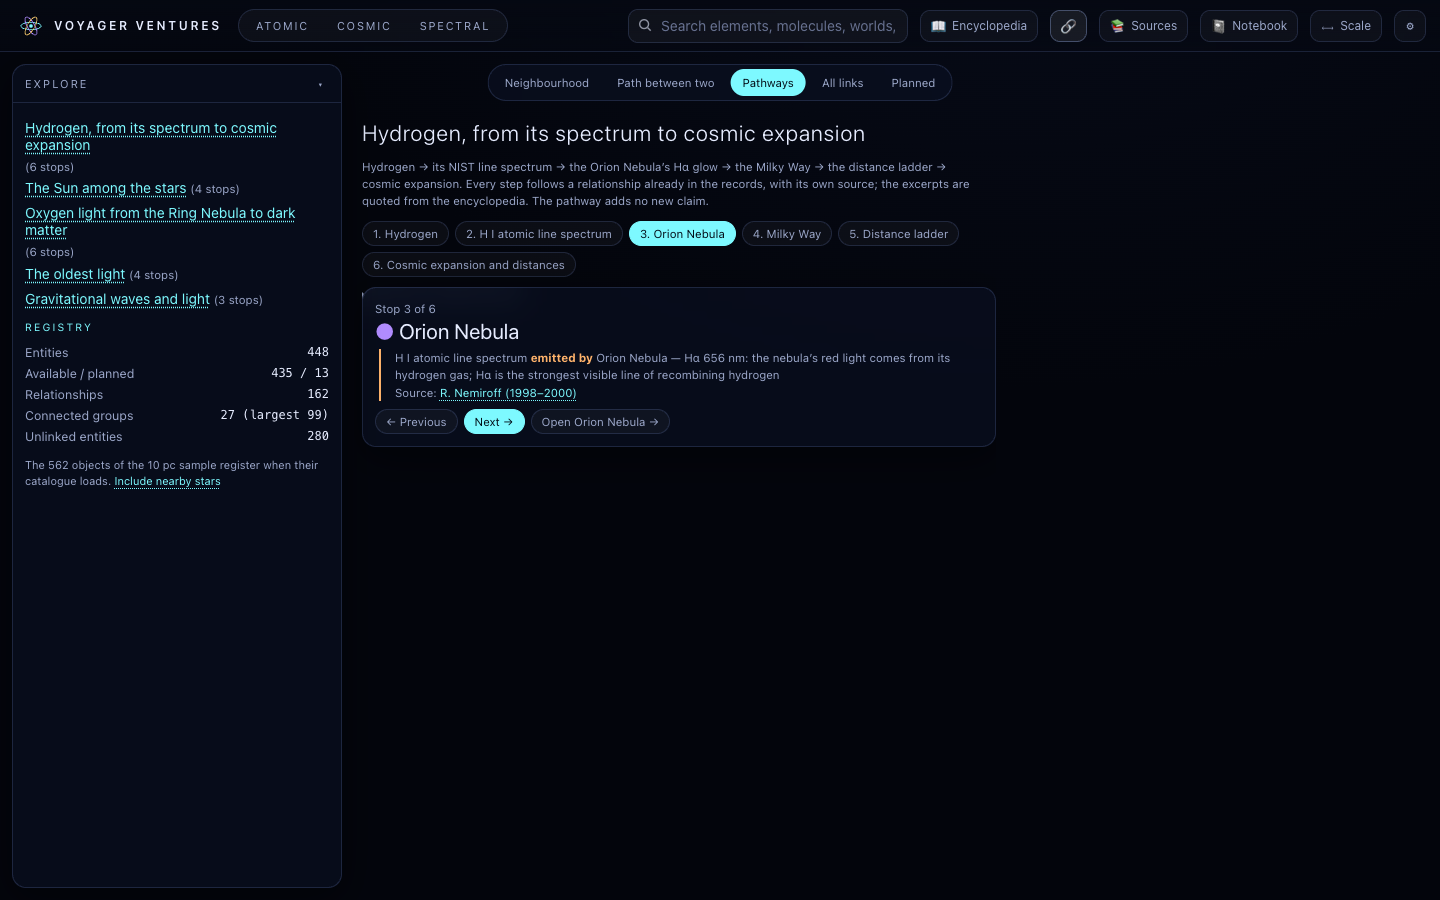 VOYAGER VENTURES
ATOMIC COSMIC SPECTRAL
Search elements, molecules, worlds,
Encyclopedia
Sources
Notebook
Scale
EXPLORE
Hydrogen, from its spectrum to cosmic
expansion
(6 stops)
The Sun among the stars (4 stops)
Oxygen light from the Ring Nebula to dark
matter
(6 stops)
The oldest light (4 stops)
Gravitational waves and light (3 stops)
REGISTRY
Entities 448
Available / planned 435 / 13
Relationships 162
Connected groups 27 (largest 99)
Unlinked entities 280
The 562 objects of the 10 pc sample register when their
catalogue loads. Include nearby stars
Neighbourhood Path between two Pathways All links Planned
Hydrogen, from its spectrum to cosmic expansion
Hydrogen → its NIST line spectrum → the Orion Nebula's Hα glow → the Milky Way → the distance ladder →
cosmic expansion. Every step follows a relationship already in the records, with its own source; the excerpts are
quoted from the encyclopedia. The pathway adds no new claim.
1. Hydrogen 2. H I atomic line spectrum 3. Orion Nebula 4. Milky Way 5. Distance ladder
6. Cosmic expansion and distances
Stop 3 of 6
Orion Nebula
H I atomic line spectrum emitted by Orion Nebula — Hα 656 nm: the nebula's red light comes from its
hydrogen gas; Hα is the strongest visible line of recombining hydrogen
Source: R. Nemiroff (1998–2000)
← Previous Next → Open Orion Nebula →